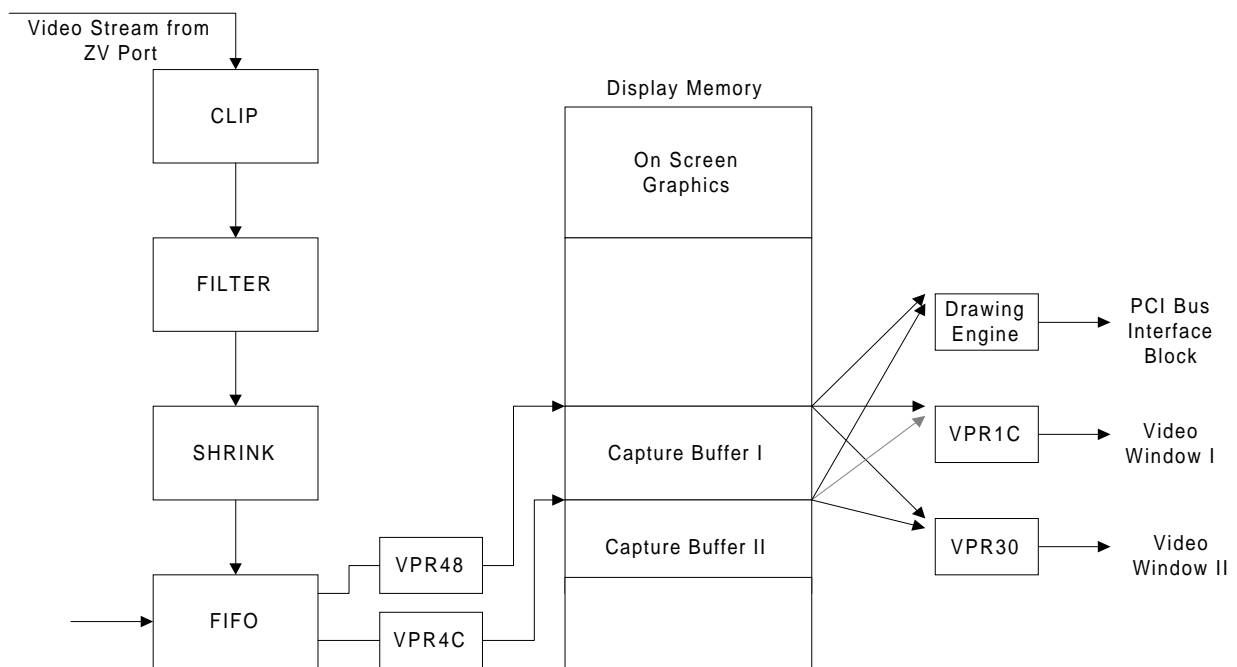 Video Stream from
ZV Port
CLIP
FILTER
SHRINK
FIFO
VPR48
VPR4C
Display Memory
On Screen
Graphics
Capture Buffer I
Capture Buffer II
Drawing
Engine
PCI Bus
Interface
Block
VPR1C
Video
Window I
VPR30
Video
Window II